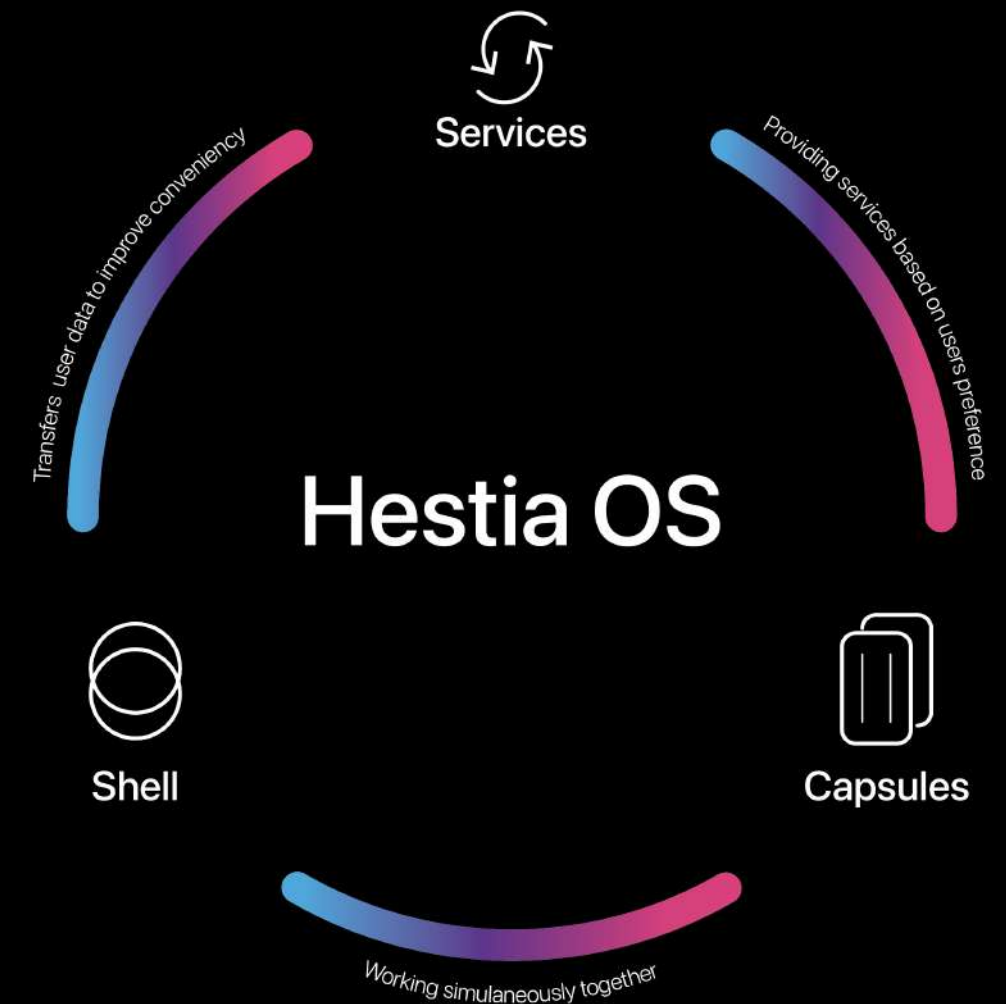 Services
Transfers user data to improve conveniency
Providing services based on users preference
Hestia OS
Shell
Capsules
Working simulaneously together